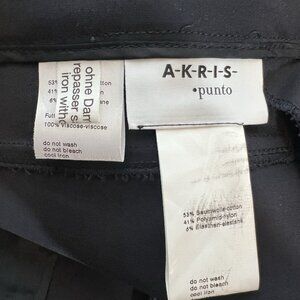 ohne Dam
repasser s
iron witho
53%
41%
6%
100% Viscose-viscose
do not wash
do not bleach
cool iron
A-K-R-I-S-
•punto
53% Baumwolle-cotton
41% Polyamid-nylon
6% Elasthan-elastane
do not wash
do not bleach
cool iron